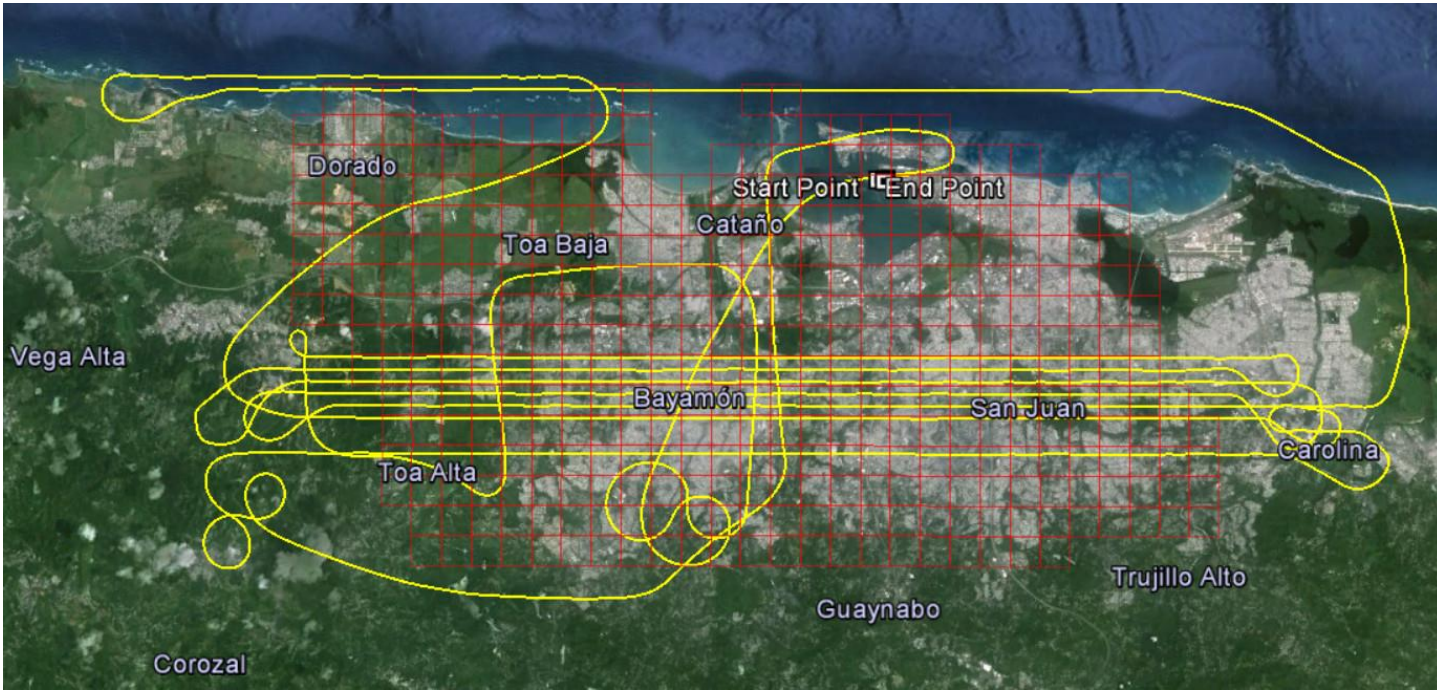 Dorado
Start Point End Point
Cataño
Toa Baja
Vega Alta
Bayamón
San Juan
Carolina
Toa Alta
Trujillo Alto
Guaynabo
Corozal